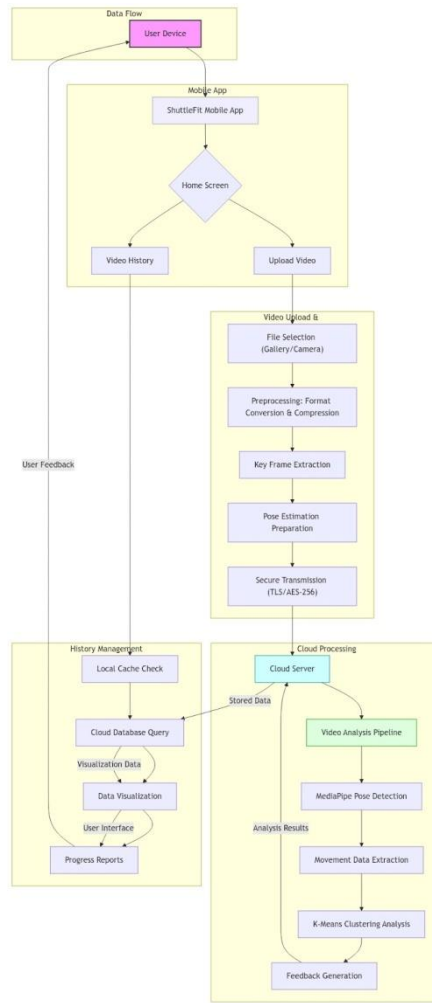 Data Flow
User Device
Mobile App
ShuttleFit Mobile App
Home Screen
Video History
Upload Video
Video Upload &
File Selection
(Gallery/Camera)
Preprocessing: Format
Conversion & Compression
Key Frame Extraction
User Feedback
Pose Estimation
Preparation
Secure Transmission
(TLS/AES-256)
History Management
Cloud Processing
Local Cache Check
Cloud Server
Stored Data
Cloud Database Query
Video Analysis Pipeline
Visualization Data
Data Visualization
MediaPipe Pose Detection
User Interface
Analysis Results
Progress Reports
Movement Data Extraction
K-Means Clustering Analysis
Feedback Generation